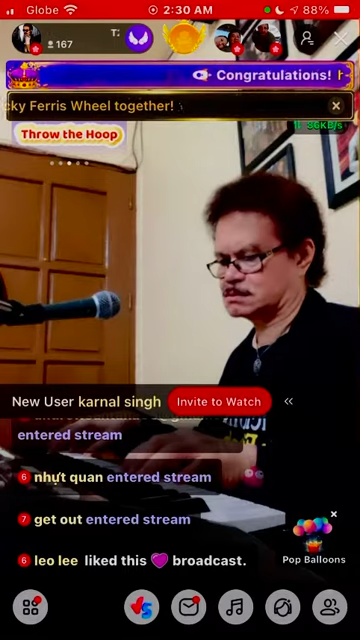 Globe 2:30 AM 88%
167
Congratulations!
cky Ferris Wheel together!
86KB/s
Throw the Hoop
New User karnal singh Invite to Watch
entered stream
6 nhựt quan entered stream
7 get out entered stream
6 leo lee liked this broadcast.
Pop Balloons